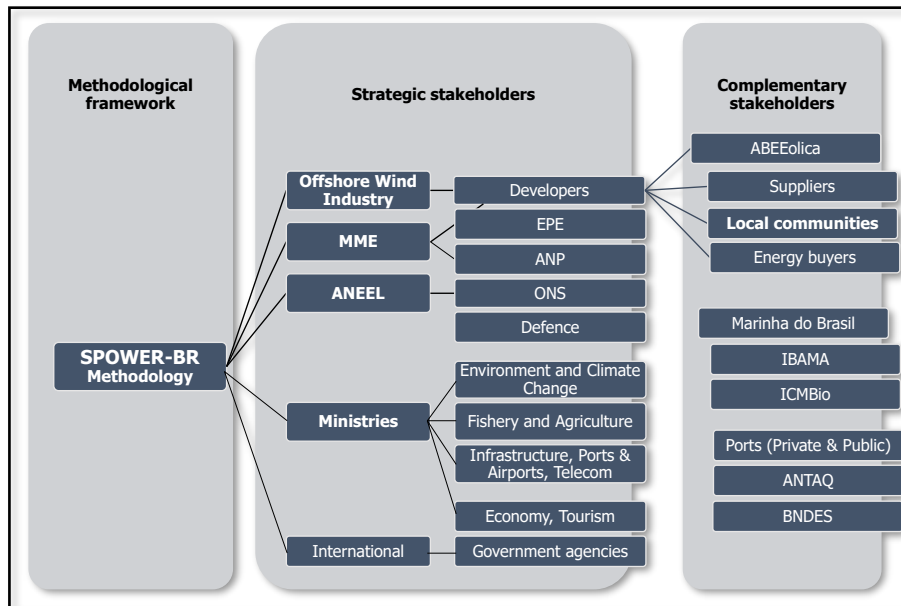 Methodological
framework
Strategic stakeholders
Complementary
stakeholders
SPOWER-BR
Methodology
Offshore Wind
Industry
MME
ANEEL
Ministries
International
Developers
EPE
ANP
ONS
Defence
Environment and Climate
Change
Fishery and Agriculture
Infrastructure, Ports &
Airports, Telecom
Economy, Tourism
Government agencies
ABEEolica
Suppliers
Local communities
Energy buyers
Marinha do Brasil
IBAMA
ICMBio
Ports (Private & Public)
ANTAQ
BNDES